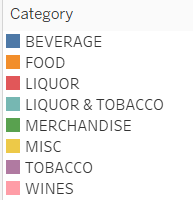 Category
BEVERAGE
FOOD
LIQUOR
LIQUOR & TOBACCO
MERCHANDISE
MISC
TOBACCO
WINES